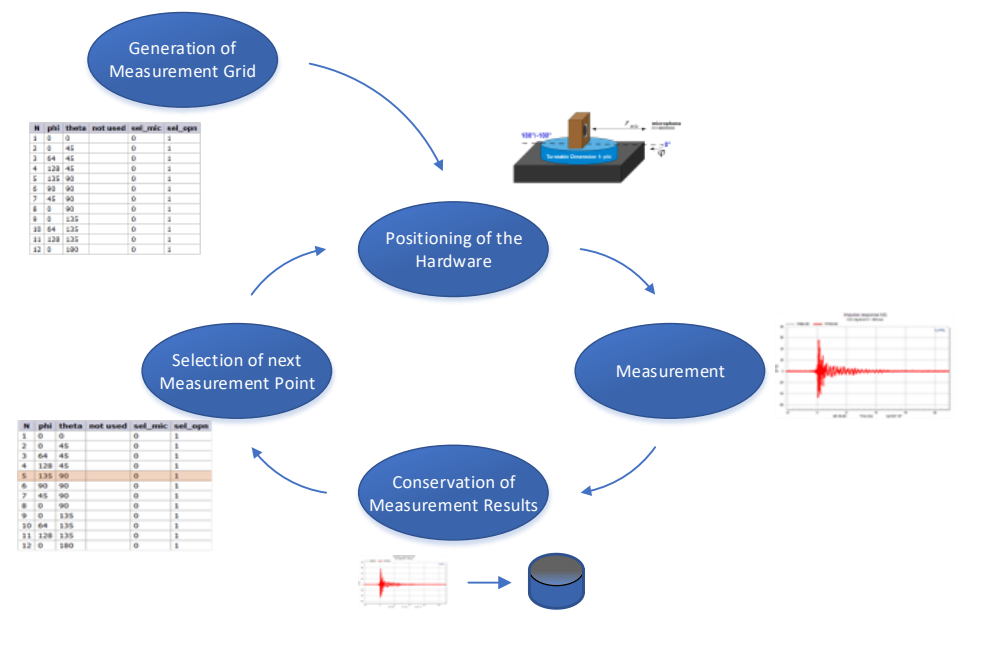 Generation of
Measurement Grid
N phi theta not used sel_mic sel_opn
1 0 0 0 1
2 0 45 0 1
3 64 45 0 1
4 128 45 0 1
5 135 90 0 1
6 90 90 0 1
7 45 90 0 1
8 0 90 0 1
9 0 135 0 1
10 64 135 0 1
11 128 135 0 1
12 0 180 0 1
microphone
180°/-180°
0°
φ
Turntable Dimension
Positioning of the
Hardware
Measurement
Selection of next
Measurement Point
N phi theta not used sel_mic sel_opn
1 0 0 0 1
2 0 45 0 1
3 64 45 0 1
4 128 45 0 1
5 135 90 0 1
6 90 90 0 1
7 45 90 0 1
8 0 90 0 1
9 0 135 0 1
10 64 135 0 1
11 128 135 0 1
12 0 180 0 1
Conservation of
Measurement Results